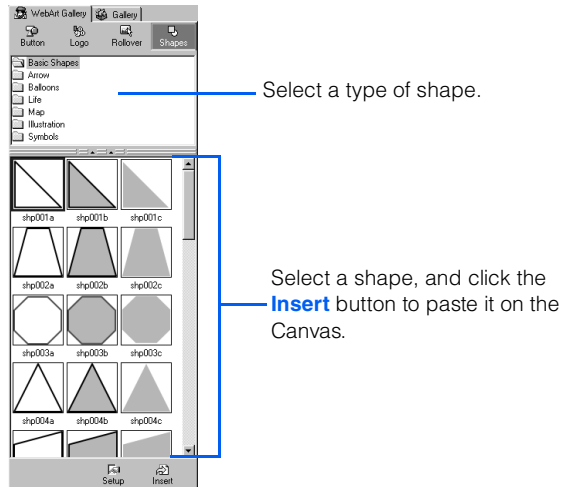 WebArt Gallery Gallery
Button Logo Rollover Shapes
Basic Shapes
Arrow
Balloons
Life
Map
Illustration
Symbols
Select a type of shape.
shp001a shp001b shp001c
shp002a shp002b shp002c
Select a shape, and click the
Insert button to paste it on the
Canvas.
shp003a shp003b shp003c
shp004a shp004b shp004c
Setup Insert